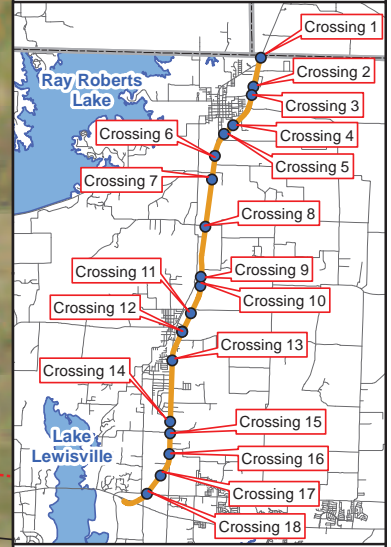 Crossing 1
Ray Roberts
Lake
Crossing 2
Crossing 3
Crossing 4
Crossing 6
Crossing 5
Crossing 7
Crossing 8
Crossing 9
Crossing 11
Crossing 10
Crossing 12
Crossing 13
Crossing 14
Crossing 15
Lake
Lewisville
Crossing 16
Crossing 17
Crossing 18